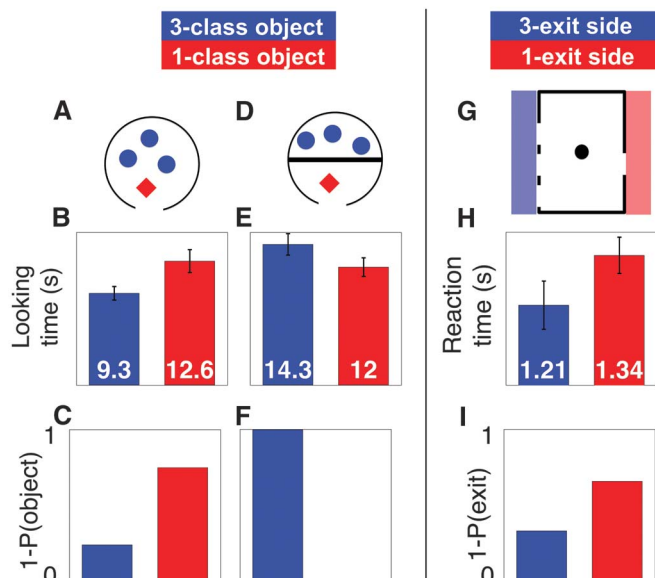 3-class object
1-class object
3-exit side
1-exit side
A
D
G
B
E
H
Looking
time (s)
9.3
12.6
14.3
12
Reaction
time (s)
1.21
1.34
C
F
I
1
1-P(object)
0
1
1-P(exit)
0